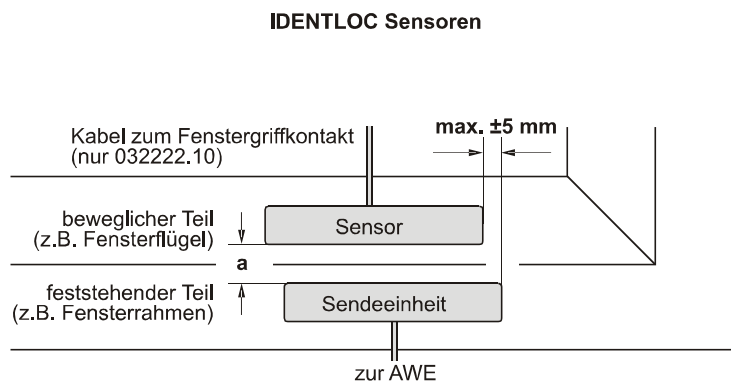 IDENTLOC Sensoren
Kabel zum Fenstergriffkontakt
(nur 032222.10)
max. ±5 mm
beweglicher Teil
(z.B. Fensterflügel)
Sensor
a
feststehender Teil
(z.B. Fensterrahmen)
Sendeeinheit
zur AWE